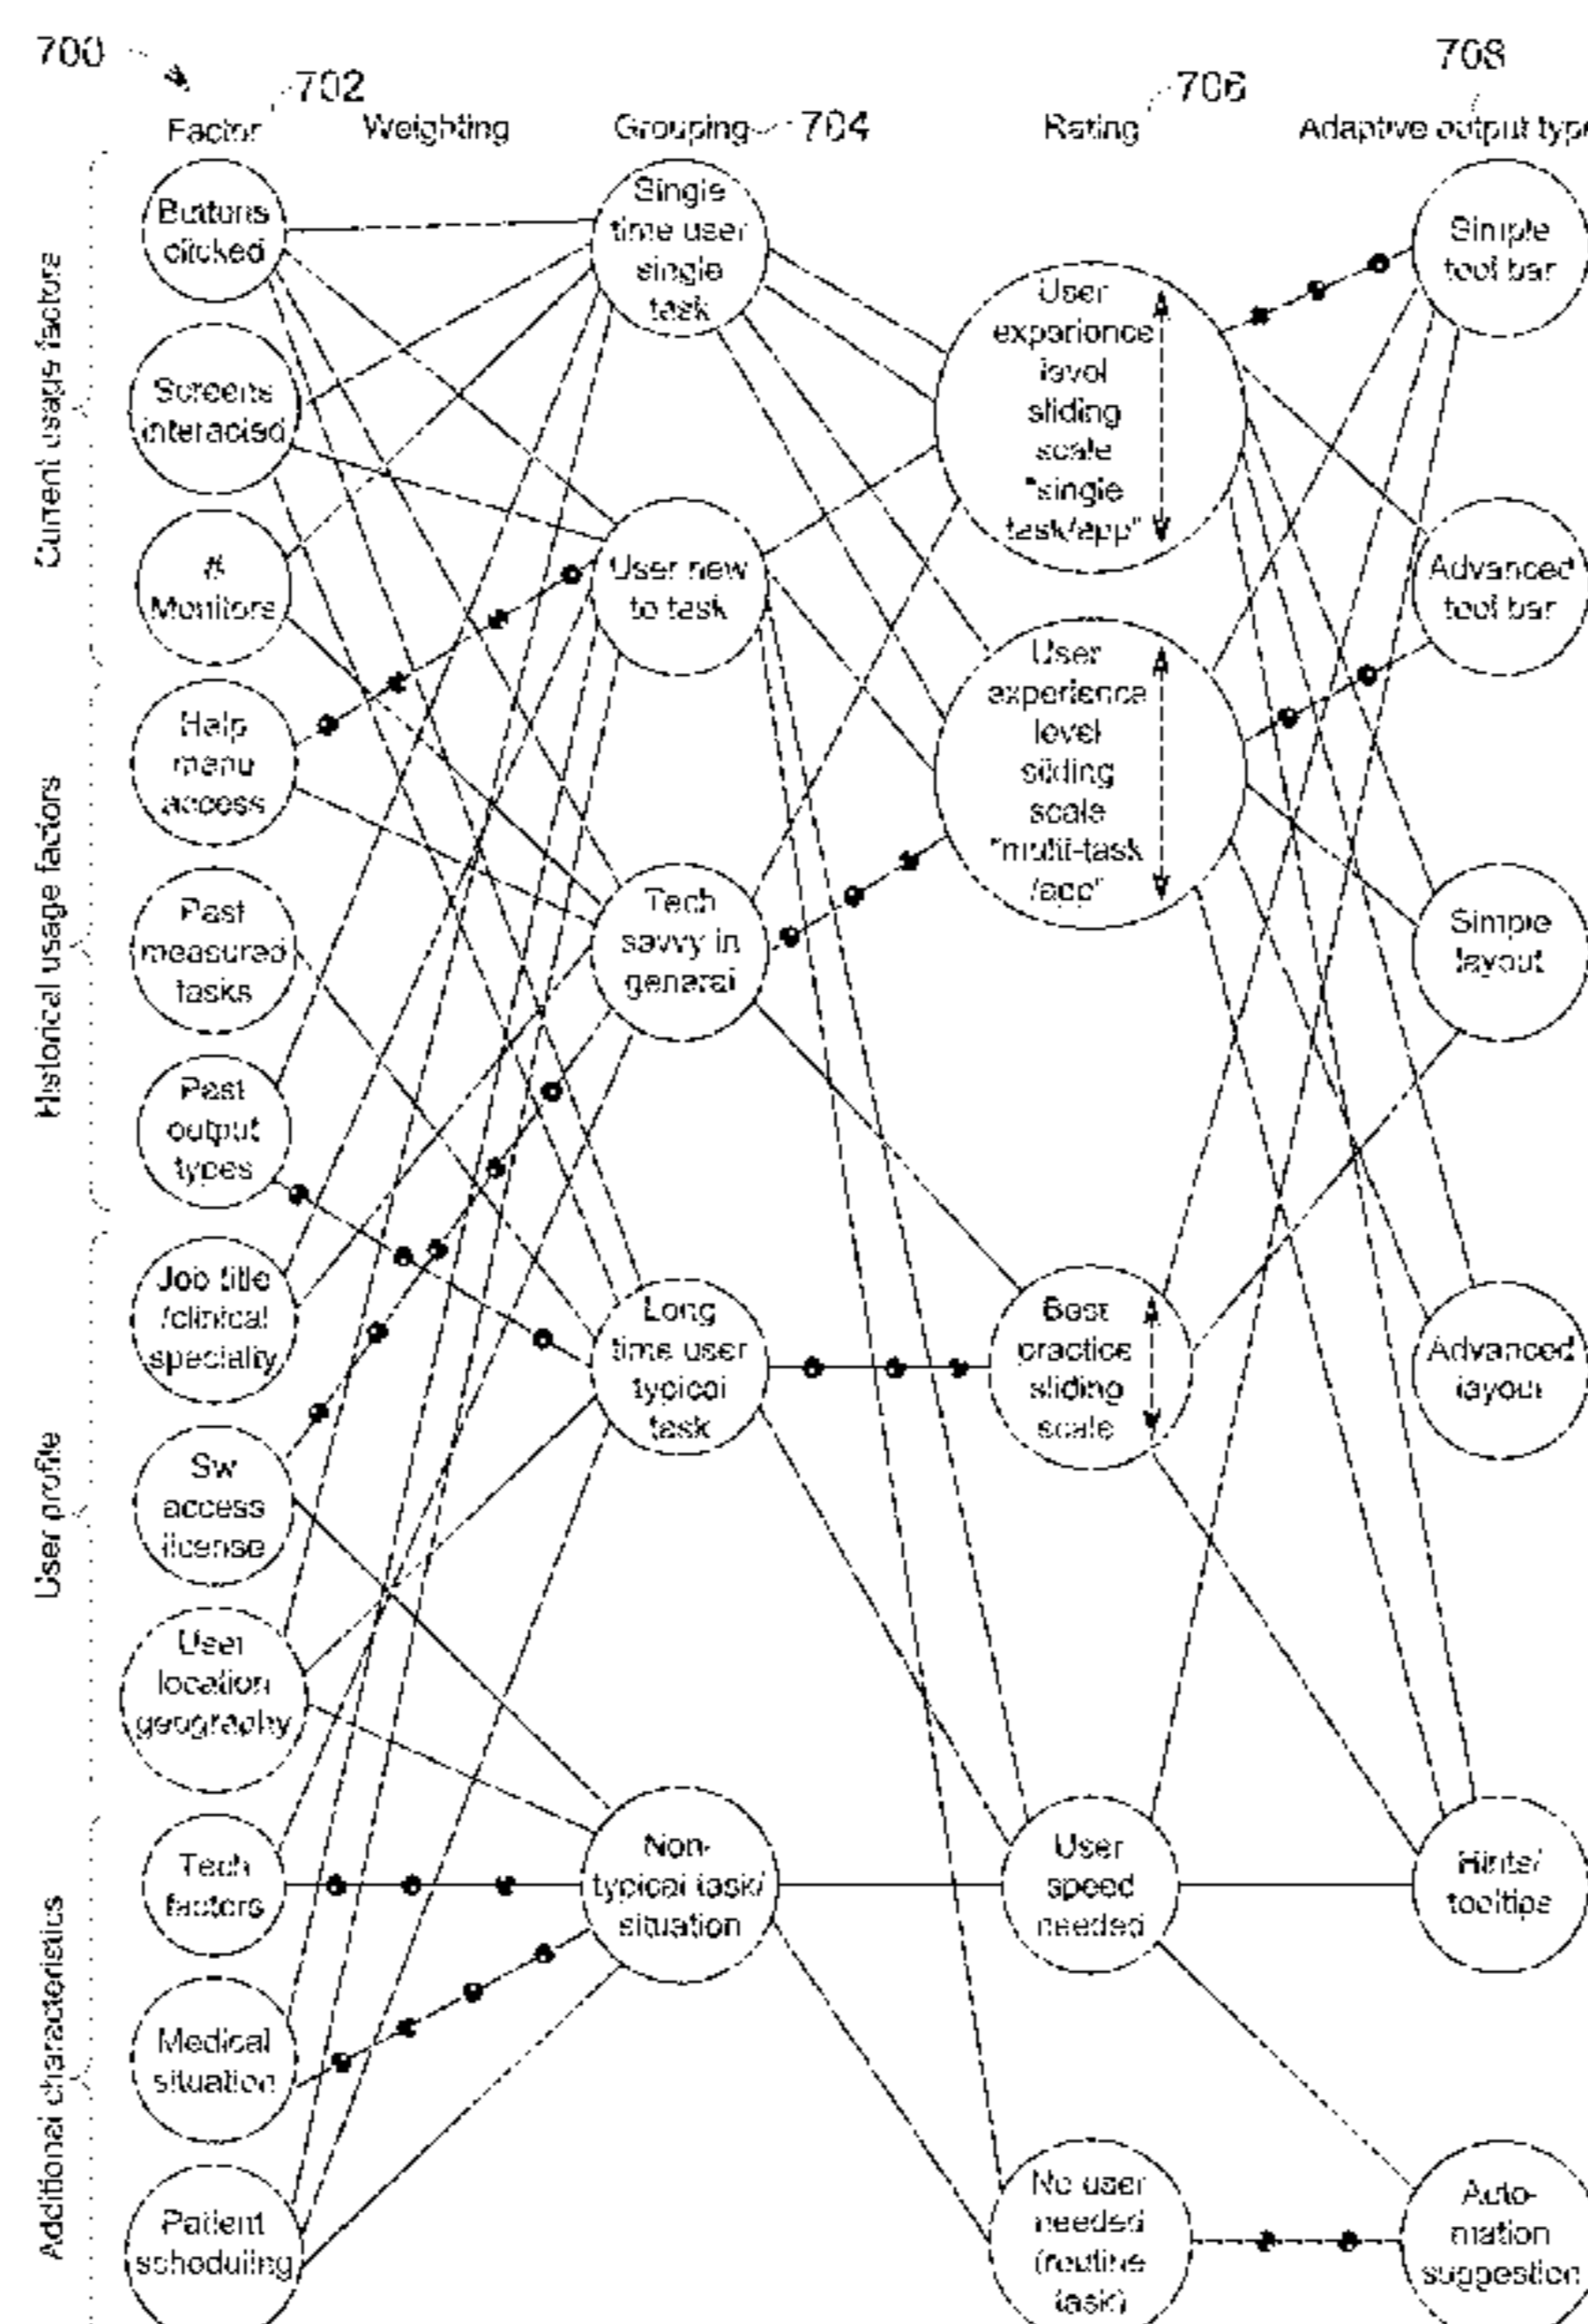 700
702
704
706
708
Factor
Weighting
Grouping
Rating
Adaptive output
Current usage factors
Historical usage factors
User profile
Additional characteristics
Buttons
clicked
Screens
interacted
#
Monitors
Help
menu
access
Past
measured
tasks
Past
output
types
Job title
/clinical
specialty
Sw
access
license
User
location
geography
Tech
factors
Medical
situation
Patient
scheduling
Single
time user
single
task
User new
to task
Tech
savvy in
general
Long
time user
typical
task
Non-
typical task/
situation
User
experience
level
sliding
scale
"single
task/app"
User
experience
level
sliding
scale
"multi-task
/app"
Best
practice
sliding
scale
User
speed
needed
No user
needed
(routine
task)
Simple
tool bar
Advanced
tool bar
Simple
layout
Advanced
layout
Hints/
tooltips
Auto-
mation
suggestion